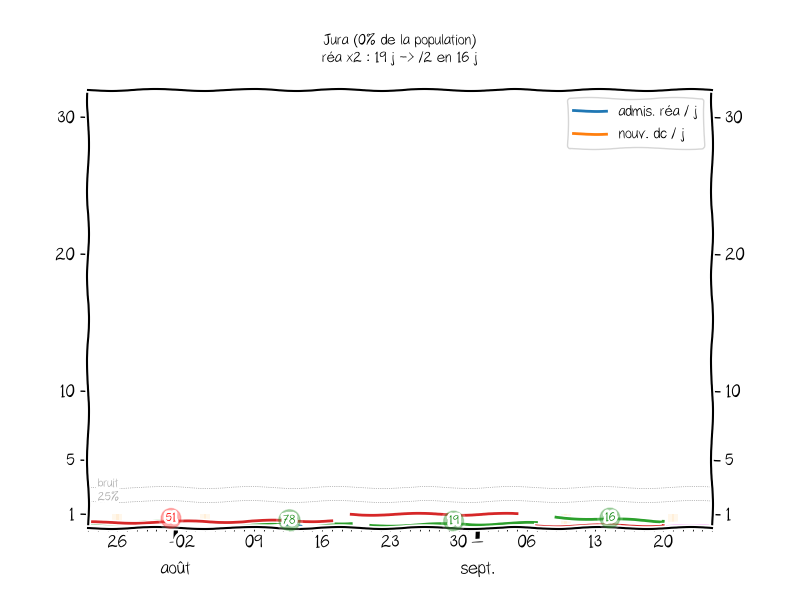 Jura (0% de la population)
réa x2 : 19 j -> /2 en 16 j
admis. réa / j
nouv. dc / j
30 30
20 20
10 10
5 5
bruit
25%
1 1
51 78 19 16
26 02 09 16 23 30 06 13 20
août sept.